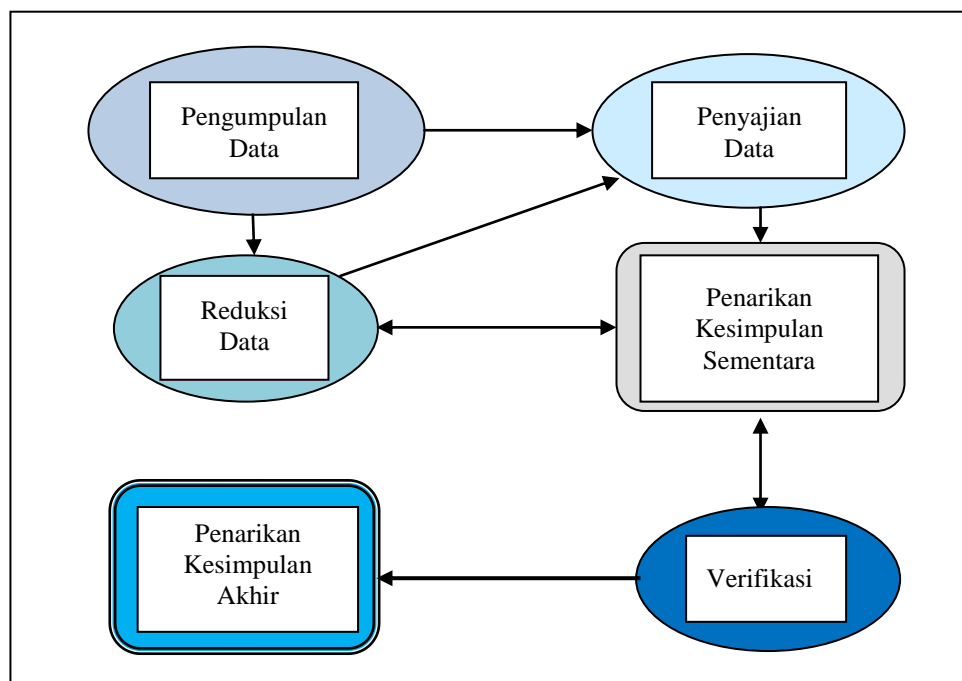 Pengumpulan
Data
Penyajian
Data
Reduksi
Data
Penarikan
Kesimpulan
Sementara
Penarikan
Kesimpulan
Akhir
Verifikasi